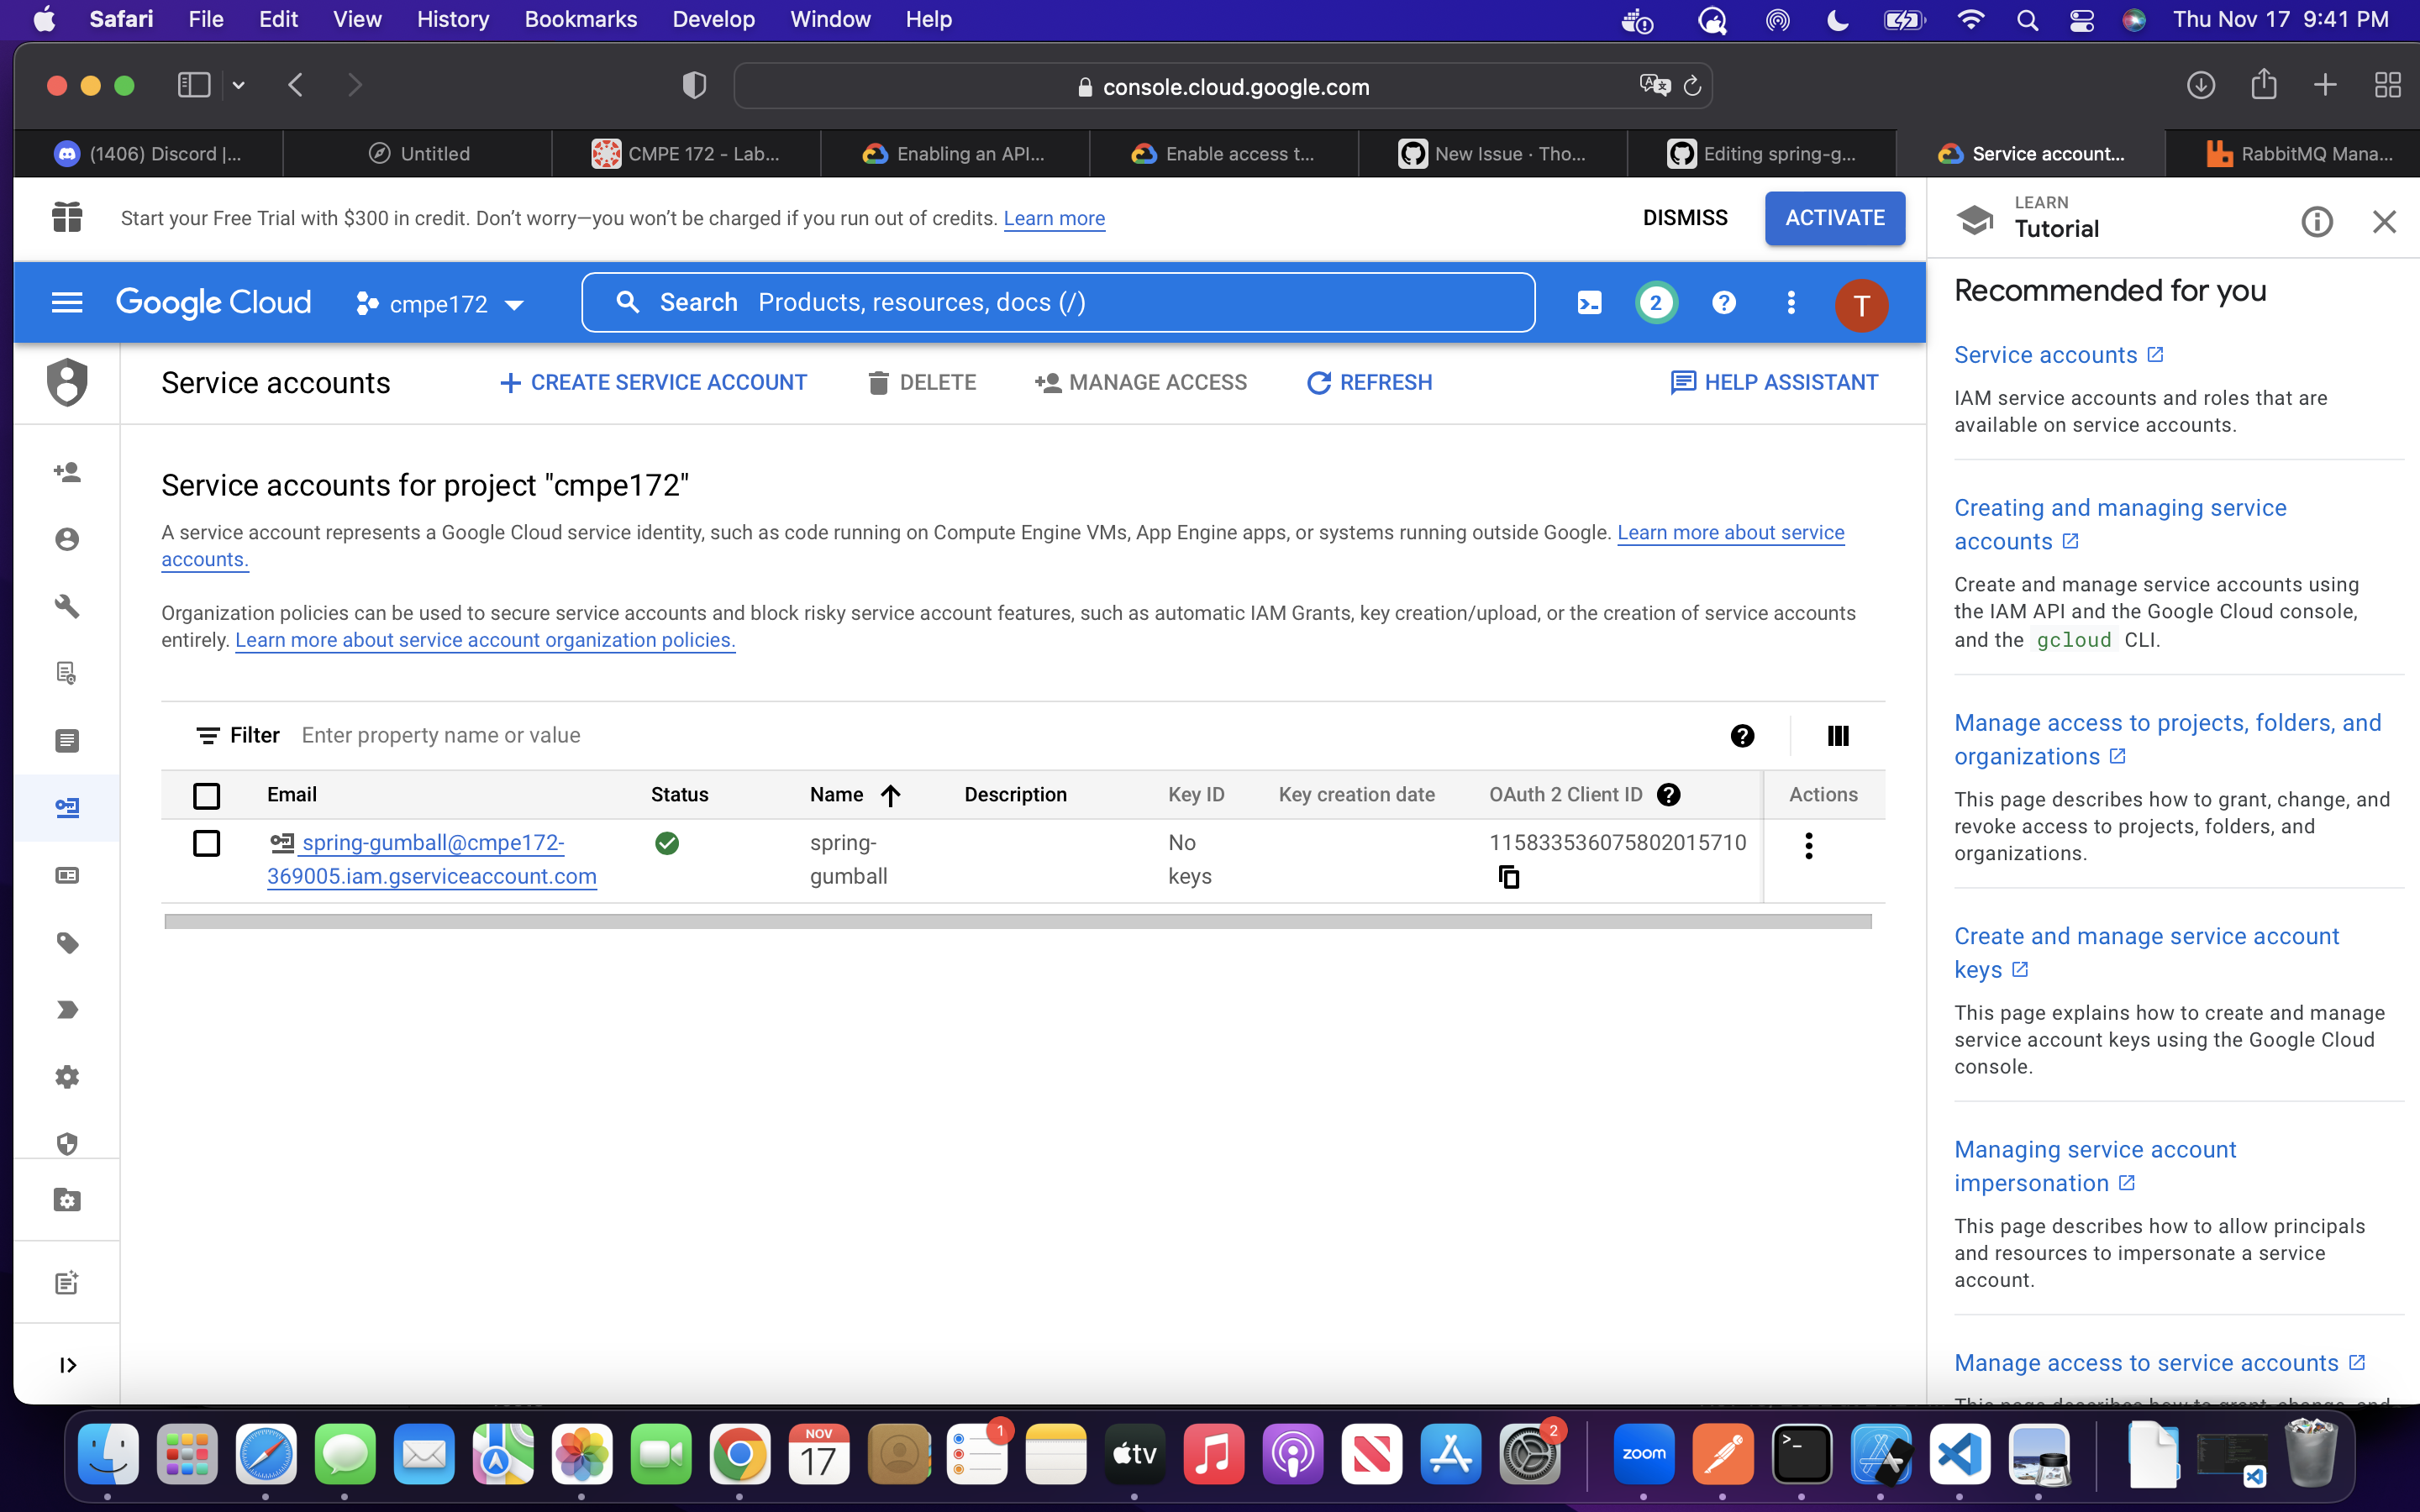 Safari File Edit View History Bookmarks Develop Window Help Thu Nov 17 9:41 PM
console.cloud.google.com
(1406) Discord |...
Untitled
CMPE 172 - Lab...
Enabling an API...
Enable access t...
New Issue · Tho...
Editing spring-g...
Service account...
RabbitMQ Mana...
Start your Free Trial with $300 in credit. Don’t worry—you won’t be charged if you run out of credits. Learn more
DISMISS
ACTIVATE
Google Cloud
cmpe172
Search Products, resources, docs (/)
2
T
Service accounts
CREATE SERVICE ACCOUNT
DELETE
MANAGE ACCESS
REFRESH
HELP ASSISTANT
Service accounts for project "cmpe172"
A service account represents a Google Cloud service identity, such as code running on Compute Engine VMs, App Engine apps, or systems running outside Google. Learn more about service
accounts.
Organization policies can be used to secure service accounts and block risky service account features, such as automatic IAM Grants, key creation/upload, or the creation of service accounts
entirely. Learn more about service account organization policies.
Filter Enter property name or value
Email Status Name Description Key ID Key creation date OAuth 2 Client ID Actions
spring-gumball@cmpe172-
369005.iam.gserviceaccount.com
spring-
gumball
No
keys
115833536075802015710
LEARN
Tutorial
Recommended for you
Service accounts
IAM service accounts and roles that are
available on service accounts.
Creating and managing service
accounts
Create and manage service accounts using
the IAM API and the Google Cloud console,
and the gcloud CLI.
Manage access to projects, folders, and
organizations
This page describes how to grant, change, and
revoke access to projects, folders, and
organizations.
Create and manage service account
keys
This page explains how to create and manage
service account keys using the Google Cloud
console.
Managing service account
impersonation
This page describes how to allow principals
and resources to impersonate a service
account.
Manage access to service accounts
This page describes how to grant, change, and
NOV
17
1
tv
2
zoom